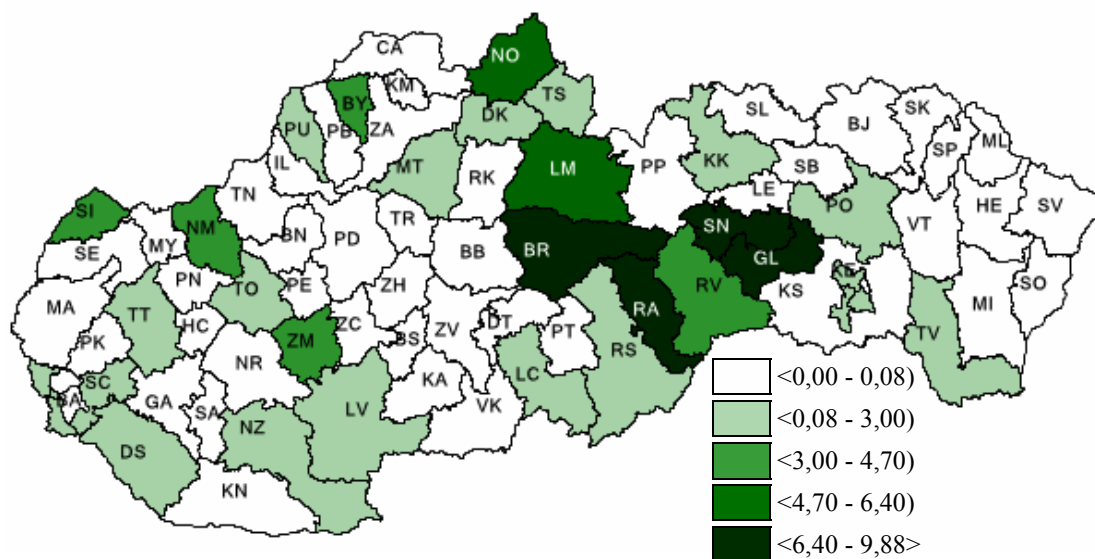 CA
NO
KM
BY
TS
PU
PB
ZA
DK
SL
SK
BJ
ML
IL
MT
RK
LM
PP
KK
SB
SP
TN
LE
SI
NM
TR
PO
HE
SV
SE
MY
BN
PD
BB
BR
SN
VT
GL
PN
TO
PE
ZH
RV
KS
KE
SO
MI
MA
TT
HC
ZM
ZC
BS
ZV
DT
PT
RA
TV
PK
NR
RS
SC
BA
GA
SA
LV
KA
VK
LC
NZ
DS
KN
<0,00 - 0,08)
<0,08 - 3,00)
<3,00 - 4,70)
<4,70 - 6,40)
<6,40 - 9,88>